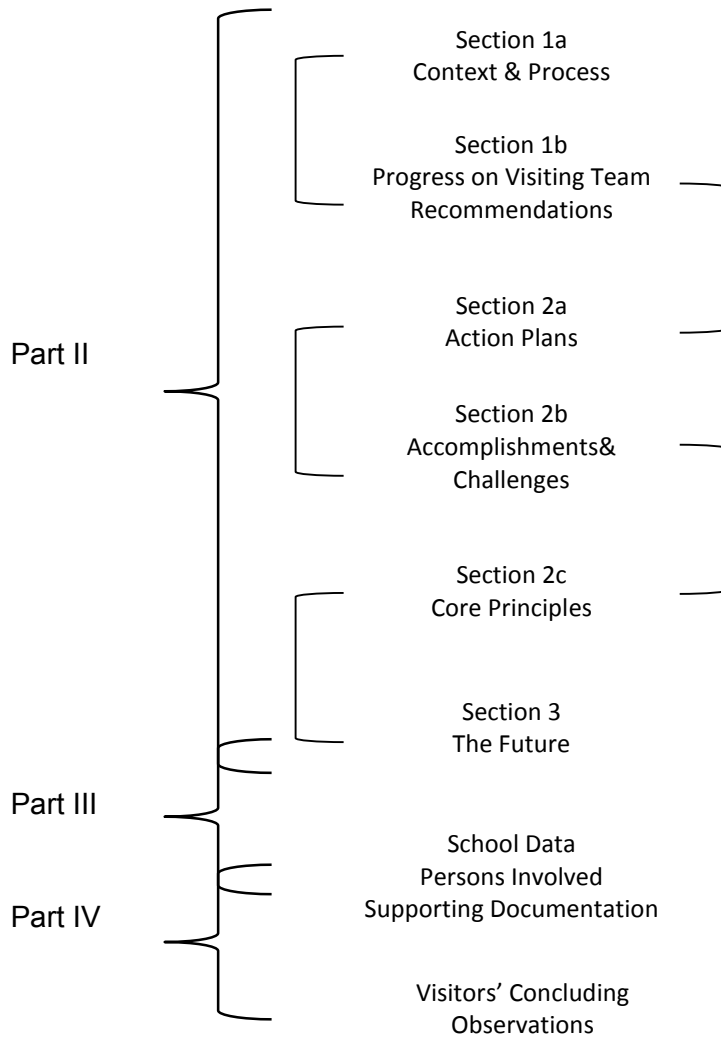 Section 1a
Context & Process
Section 1b
Progress on Visiting Team
Recommendations
Part II
Section 2a
Action Plans
Section 2b
Accomplishments&
Challenges
Section 2c
Core Principles
Section 3
The Future
Part III
School Data
Persons Involved
Supporting Documentation
Part IV
Visitors’ Concluding
Observations